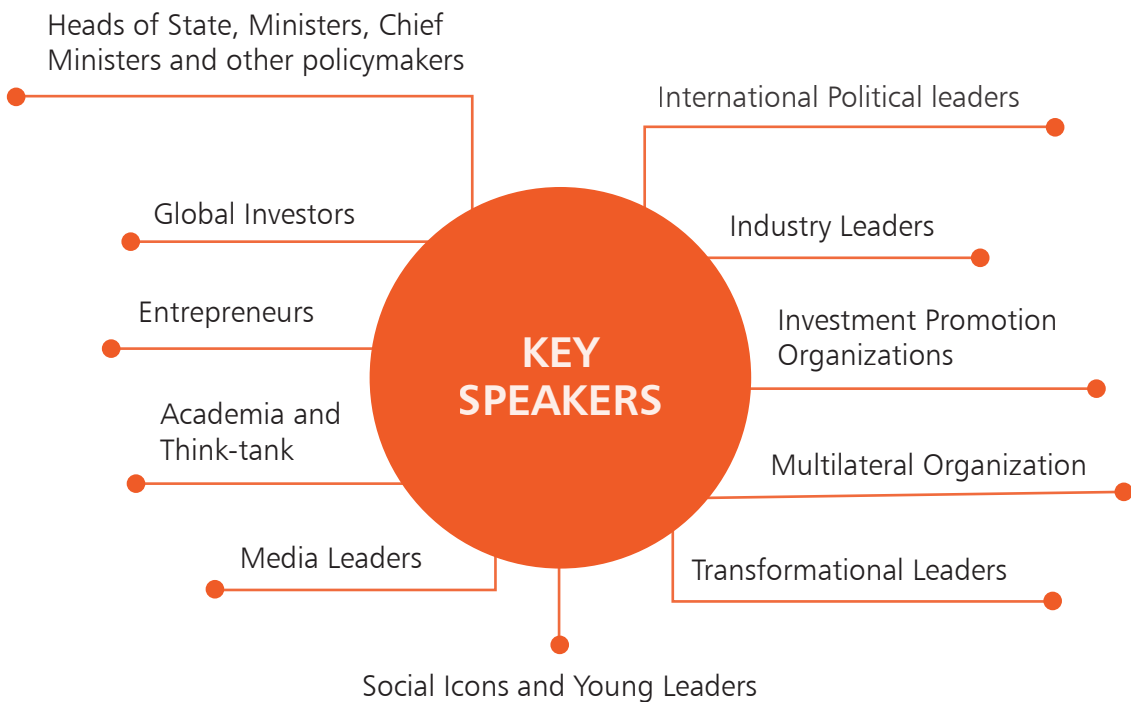 Heads of State, Ministers, Chief
Ministers and other policymakers
International Political leaders
Global Investors
Industry Leaders
Entrepreneurs
Investment Promotion
Organizations
KEY
SPEAKERS
Academia and
Think-tank
Multilateral Organization
Media Leaders
Transformational Leaders
Social Icons and Young Leaders